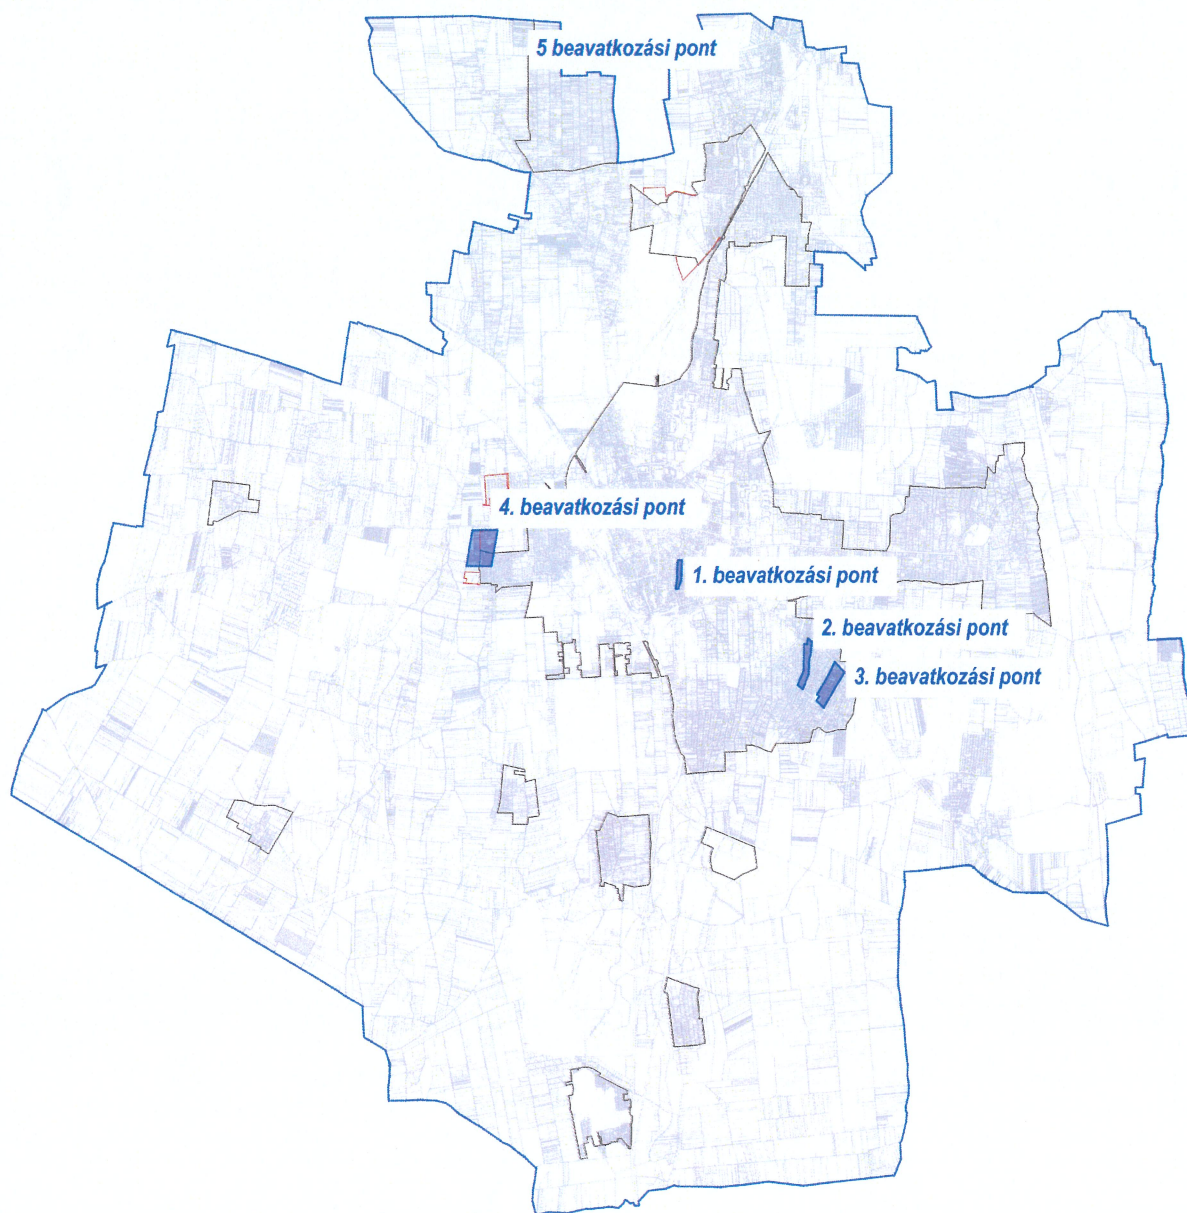 5 beavatkozási pont
4. beavatkozási pont
1. beavatkozási pont
2. beavatkozási pont
3. beavatkozási pont